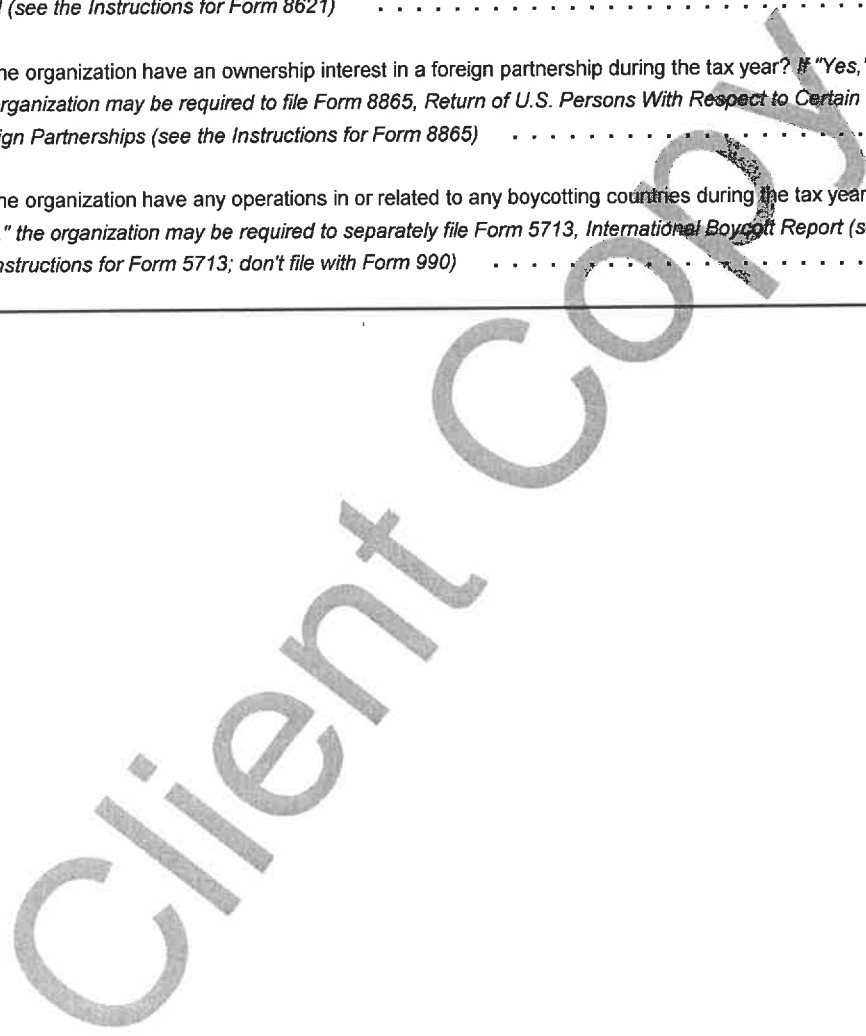 (see the Instructions for Form 8621)
ne organization have an ownership interest in a foreign partnership during the tax year? If "Yes,"
rganization may be required to file Form 8865, Return of U.S. Persons With Respect to Certain
ign Partnerships (see the Instructions for Form 8865)
ne organization have any operations in or related to any boycotting countries during the tax year
" the organization may be required to separately file Form 5713, International Boycott Report (s
nstructions for Form 5713; don't file with Form 990)
Client Copy